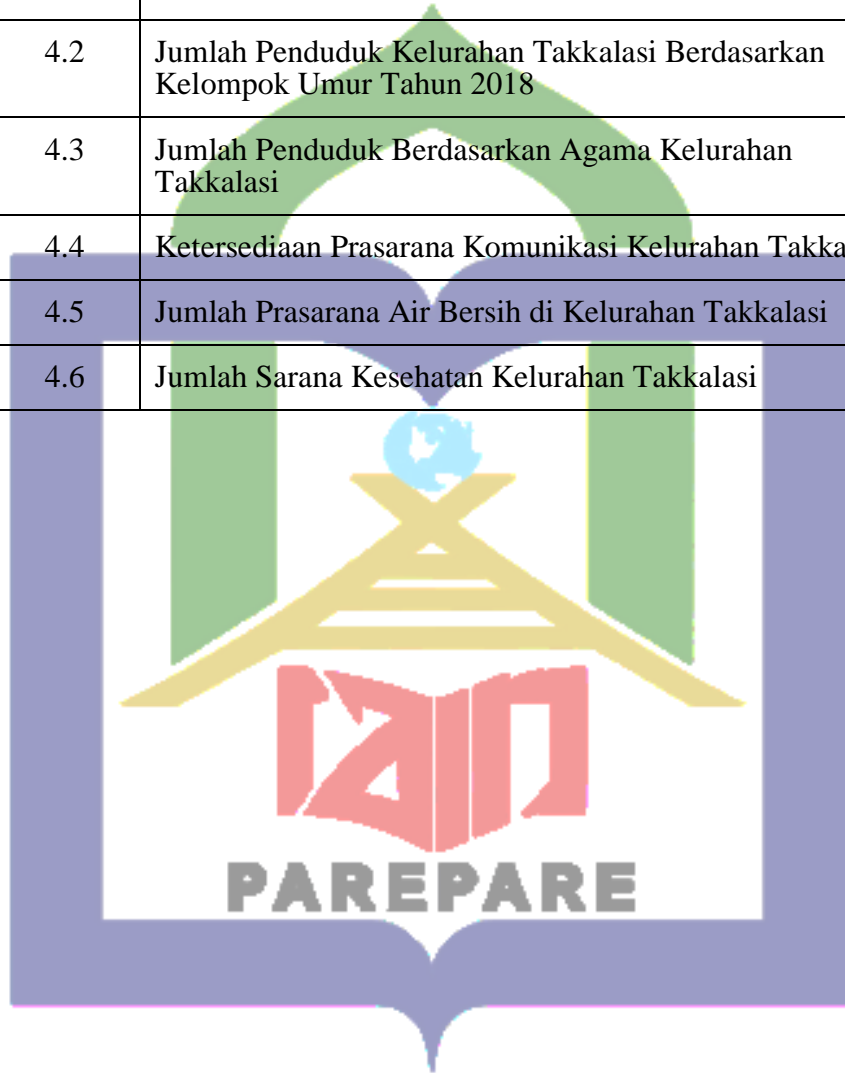 4.2 Jumlah Penduduk Kelurahan Takkalasi Berdasarkan
Kelompok Umur Tahun 2018
4.3 Jumlah Penduduk Berdasarkan Agama Kelurahan
Takkalasi
4.4 Ketersediaan Prasarana Komunikasi Kelurahan Takka
4.5 Jumlah Prasarana Air Bersih di Kelurahan Takkalasi
4.6 Jumlah Sarana Kesehatan Kelurahan Takkalasi
iain
PAREPARE